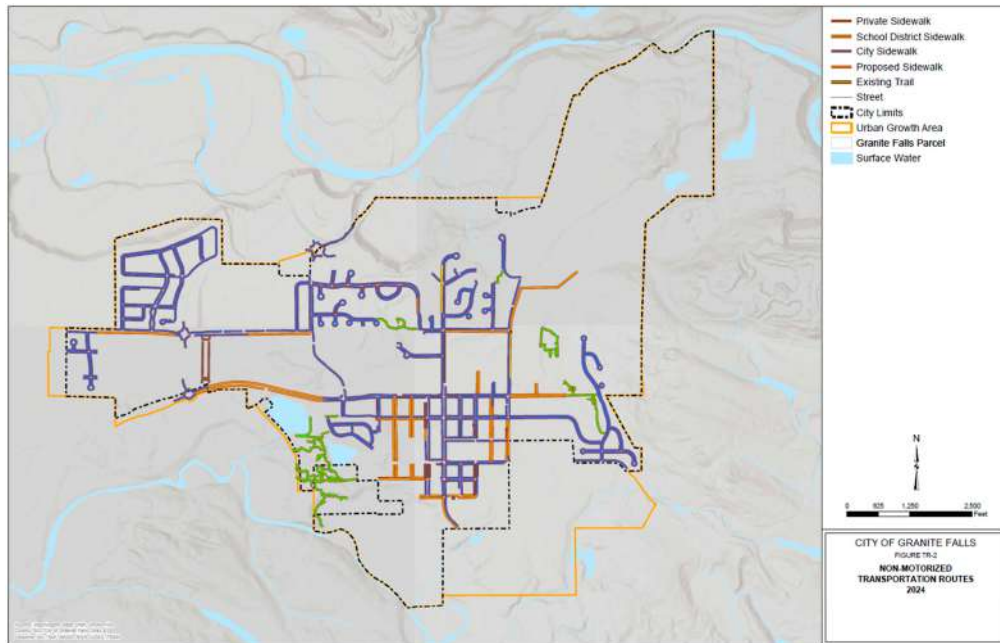 Private Sidewalk
School District Sidewalk
City Sidewalk
Proposed Sidewalk
Existing Trail
Street
City Limits
Urban Growth Area
Granite Falls Parcel
Surface Water
N
0 625 1,250 2,500
Feet
CITY OF GRANITE FALLS
FIGURE TR-2
NON-MOTORIZED
TRANSPORTATION ROUTES
2024